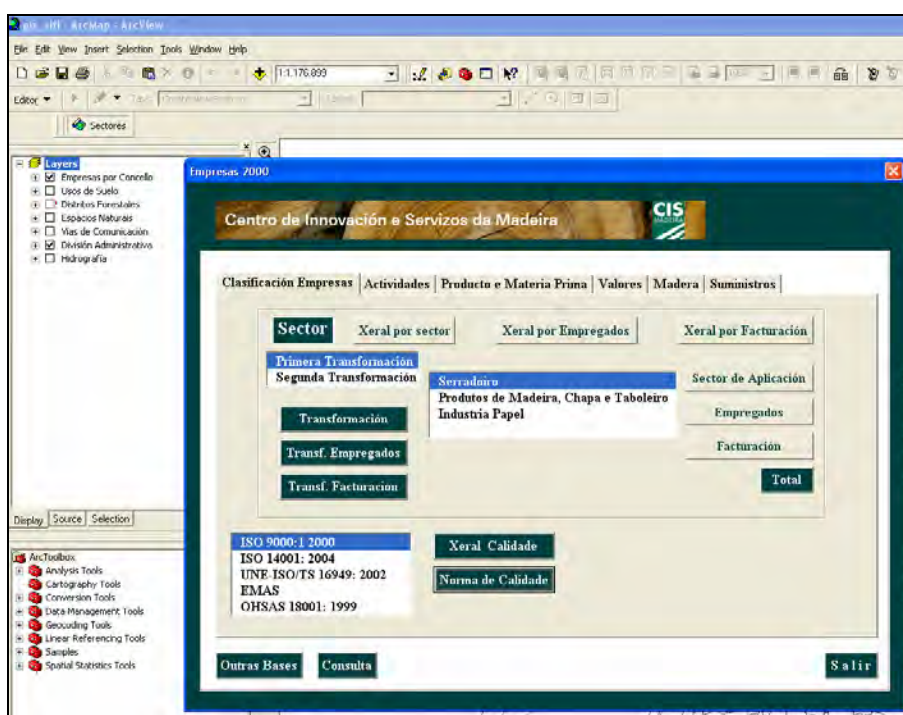 ArcMap - ArcView
File Edit View Insert Selection Tools Window Help
1:1.176.899
Editor
Sectores
Layers
Empresas por Concello
Usos de Suelo
Distritos Forestales
Espacios Naturais
Vias de Comunicación
División Administrativa
Hidrografía
Display Source Selection
ArcToolbox
Analysis Tools
Cartography Tools
Conversion Tools
Data Management Tools
Geocoding Tools
Linear Referencing Tools
Samples
Spatial Statistics Tools
Empresas 2000
Centro de Innovación e Servizos da Madeira
CIS
MADEIRA
Clasificación Empresas Actividades Producto e Materia Prima Valores Madera Suministros
Sector Xeral por sector Xeral por Empregados Xeral por Facturación
Primera Transformación
Segunda Transformación
Serradoiro
Produtos de Madeira, Chapa e Taboleiro
Industria Papel
Sector de Aplicación
Empregados
Facturación
Total
Transformación
Transf. Empregados
Transf. Facturacion
ISO 9000:1 2000
ISO 14001: 2004
UNE-ISO/TS 16949: 2002
EMAS
OHSAS 18001: 1999
Xeral Calidade
Norma de Calidade
Outras Bases Consulta Salir